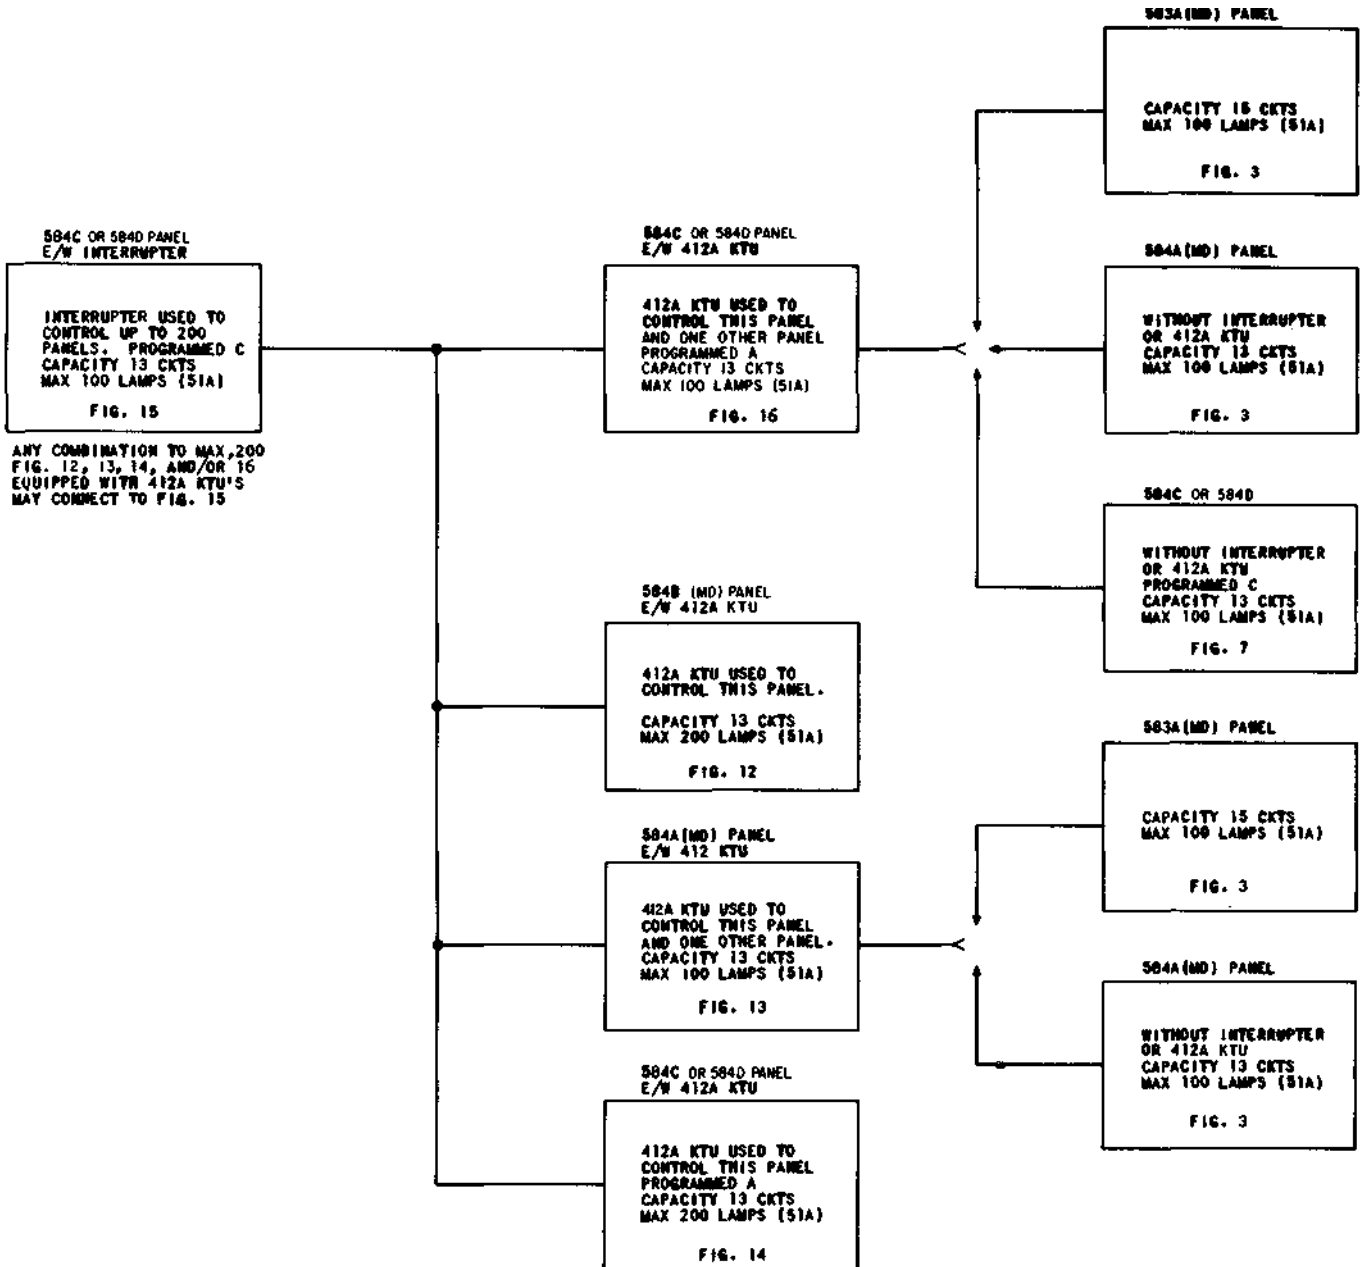 584C OR 584D PANEL
E/W INTERRUPTER
INTERRUPTER USED TO
CONTROL UP TO 200
PANELS. PROGRAMMED C
CAPACITY 13 CKTS
MAX 100 LAMPS (51A)
FIG. 15
ANY COMBINATION TO MAX,200
FIG. 12, 13, 14, AND/OR 16
EQUIPPED WITH 412A KTU'S
MAY CONNECT TO FIG. 15
584C OR 584D PANEL
E/W 412A KTU
412A KTU USED TO
CONTROL THIS PANEL
AND ONE OTHER PANEL
PROGRAMMED A
CAPACITY 13 CKTS
MAX 100 LAMPS (51A)
FIG. 16
584B (MD) PANEL
E/W 412A KTU
412A KTU USED TO
CONTROL THIS PANEL.
CAPACITY 13 CKTS
MAX 200 LAMPS (51A)
FIG. 12
584A(MD) PANEL
E/W 412 KTU
412A KTU USED TO
CONTROL THIS PANEL
AND ONE OTHER PANEL.
CAPACITY 13 CKTS
MAX 100 LAMPS (51A)
FIG. 13
584C OR 584D PANEL
E/W 412A KTU
412A KTU USED TO
CONTROL THIS PANEL
PROGRAMMED A
CAPACITY 13 CKTS
MAX 200 LAMPS (51A)
FIG. 14
583A(MD) PANEL
CAPACITY 15 CKTS
MAX 100 LAMPS (51A)
FIG. 3
584A(MD) PANEL
WITHOUT INTERRUPTER
OR 412A KTU
CAPACITY 13 CKTS
MAX 100 LAMPS (51A)
FIG. 3
584C OR 584D
WITHOUT INTERRUPTER
OR 412A KTU
PROGRAMMED C
CAPACITY 13 CKTS
MAX 100 LAMPS (51A)
FIG. 7
583A(MD) PANEL
CAPACITY 15 CKTS
MAX 100 LAMPS (51A)
FIG. 3
584A(MD) PANEL
WITHOUT INTERRUPTER
OR 412A KTU
CAPACITY 13 CKTS
MAX 100 LAMPS (51A)
FIG. 3